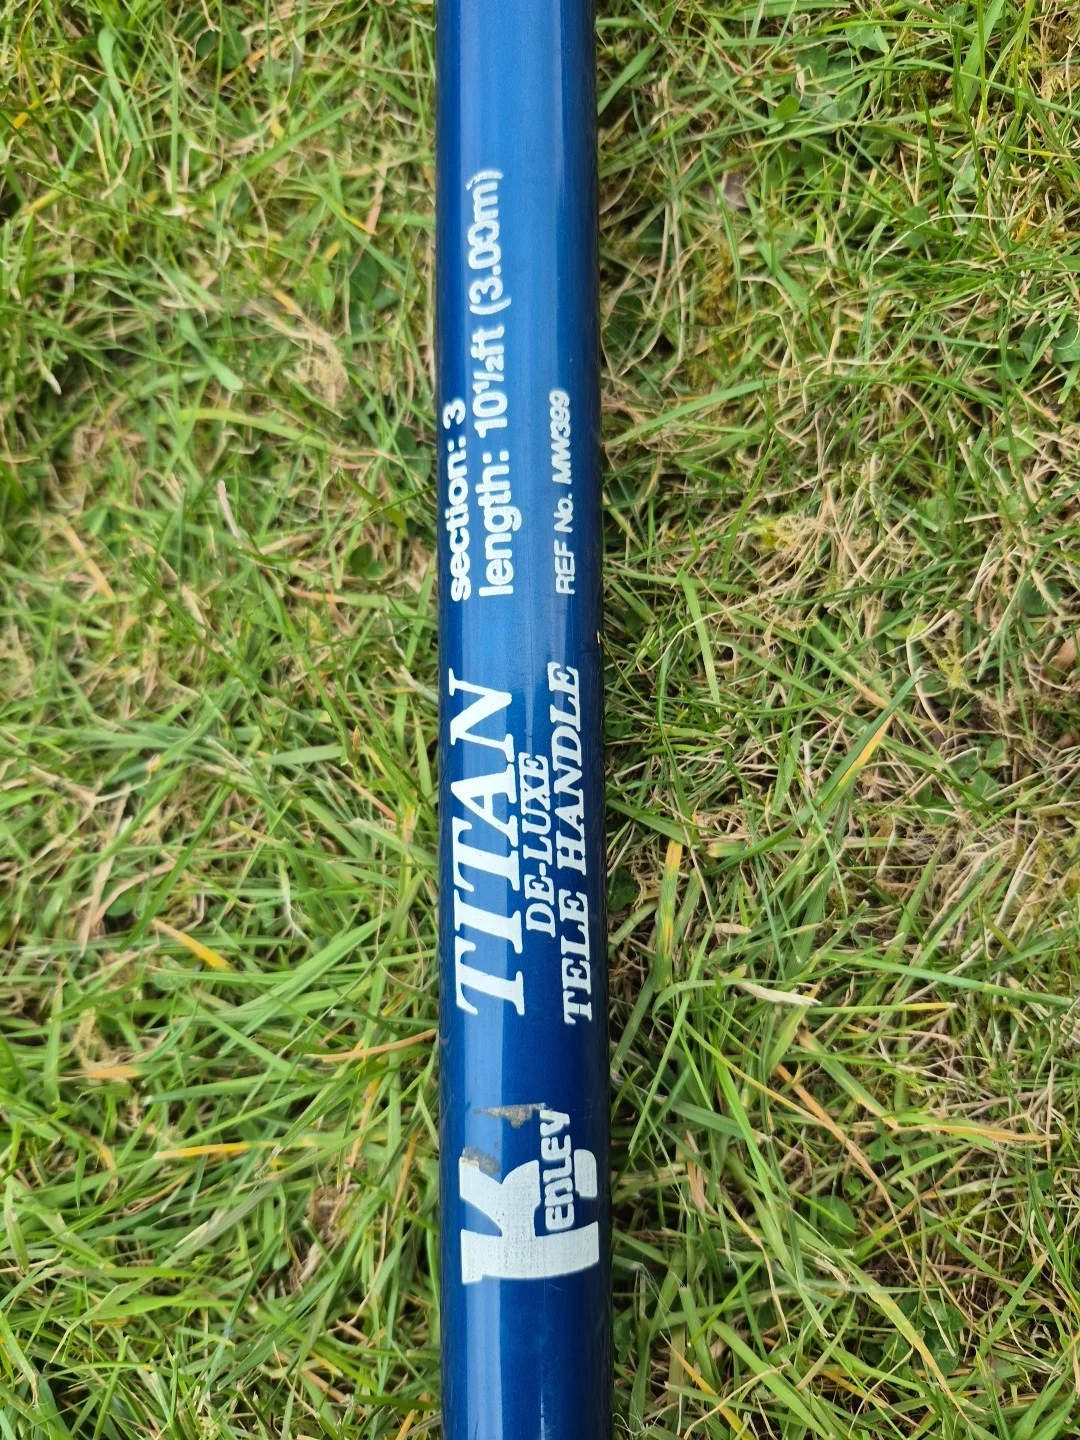 Kenley
TITAN
DE-LUXE
TELE HANDLE
section: 3
length: 10½ft (3.00m)
REF No. MW399